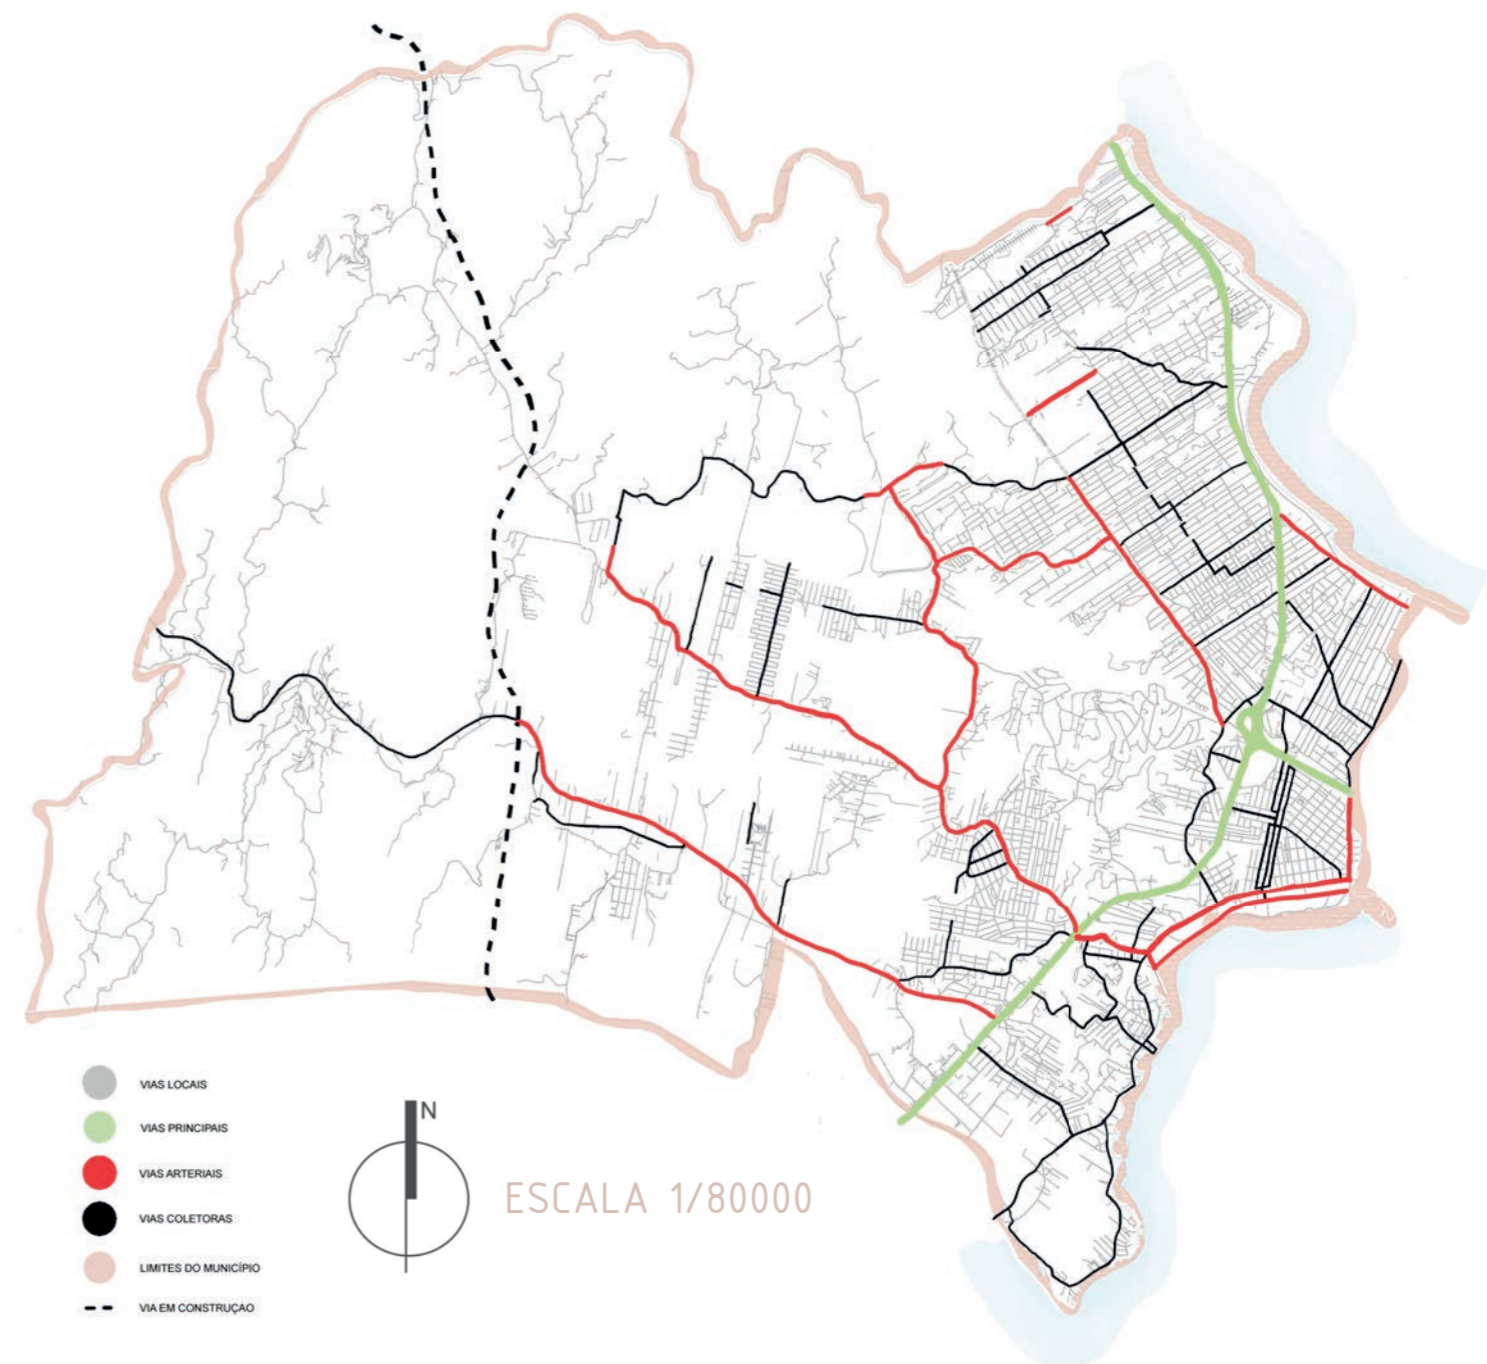 VIAS LOCAIS
VIAS PRINCIPAIS
VIAS ARTERIAIS
VIAS COLETORAS
LIMITES DO MUNICÍPIO
VIA EM CONSTRUÇAO
N
ESCALA 1/80000